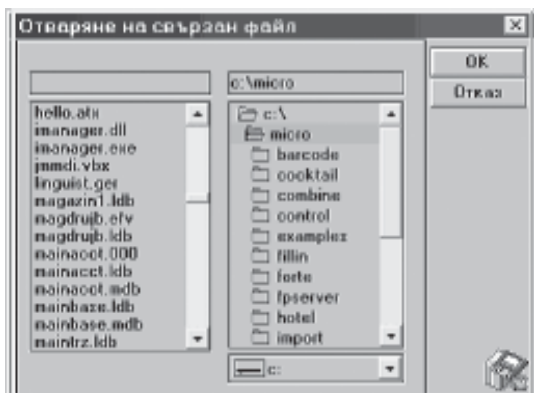 Отваряне на свързан файл
OK
Отказ
c:\micro
hello.atx
imanager.dll
imanager.exe
jmmdi.vbx
linguist.ger
magazin1.ldb
magdrujb.efv
magdrujb.ldb
mainacct.000
mainacct.ldb
mainacct.mdb
mainbase.ldb
mainbase.mdb
maintrz.ldb
c:\
micro
barcode
cocktail
combine
control
examples
fillin
forte
fpserver
hotel
import
c: